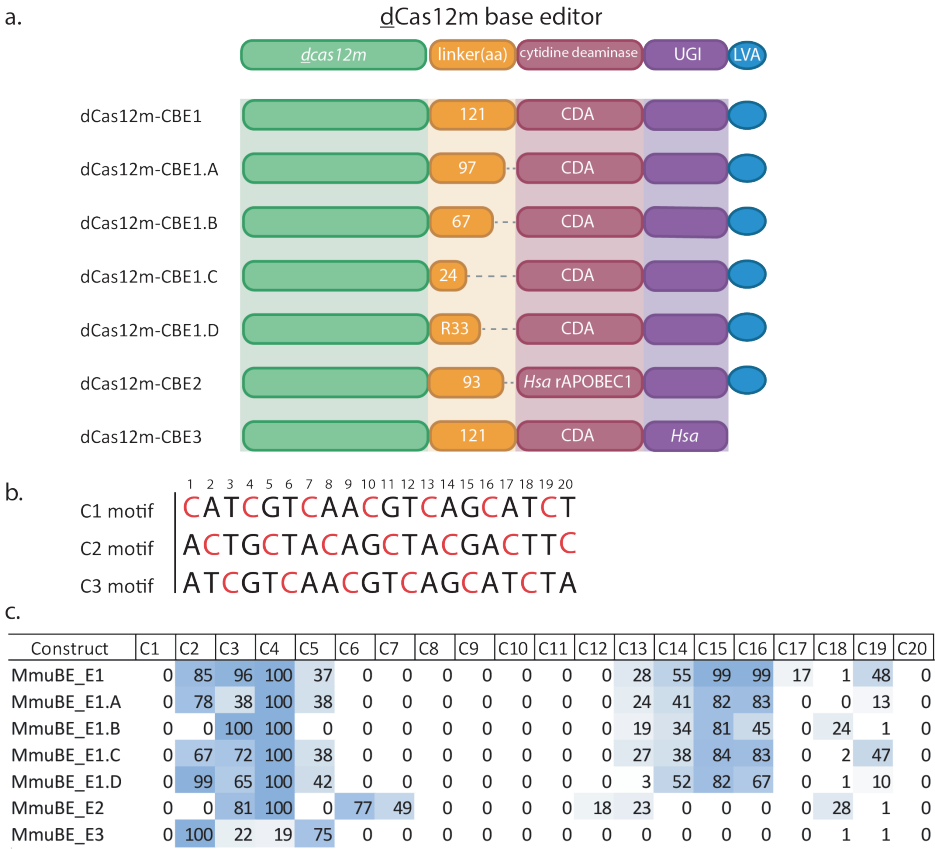 a.
dCas12m base editor
dcas12m linker(aa) cytidine deaminase UGI LVA
dCas12m-CBE1 121 CDA
dCas12m-CBE1.A 97 CDA
dCas12m-CBE1.B 67 CDA
dCas12m-CBE1.C 24 CDA
dCas12m-CBE1.D R33 CDA
dCas12m-CBE2 93 Hsa rAPOBEC1
dCas12m-CBE3 121 CDA Hsa
b.
1 2 3 4 5 6 7 8 9 10 11 12 13 14 15 16 17 18 19 20
C1 motif CATCGTCAACGTCAGCATCT
C2 motif ACTGCTACAGCTACGACTTC
C3 motif ATCGTCAACGTCAGCATCTA
c.
Construct C1 C2 C3 C4 C5 C6 C7 C8 C9 C10 C11 C12 C13 C14 C15 C16 C17 C18 C19 C20
MmuBE_E1 0 85 96 100 37 0 0 0 0 0 0 0 28 55 99 99 17 1 48 0
MmuBE_E1.A 0 78 38 100 38 0 0 0 0 0 0 0 24 41 82 83 0 0 13 0
MmuBE_E1.B 0 0 100 100 0 0 0 0 0 0 0 0 19 34 81 45 0 24 1 0
MmuBE_E1.C 0 67 72 100 38 0 0 0 0 0 0 0 27 38 84 83 0 2 47 0
MmuBE_E1.D 0 99 65 100 42 0 0 0 0 0 0 0 3 52 82 67 0 1 10 0
MmuBE_E2 0 0 81 100 0 77 49 0 0 0 0 18 23 0 0 0 0 28 1 0
MmuBE_E3 0 100 22 19 75 0 0 0 0 0 0 0 0 0 0 0 0 1 1 0